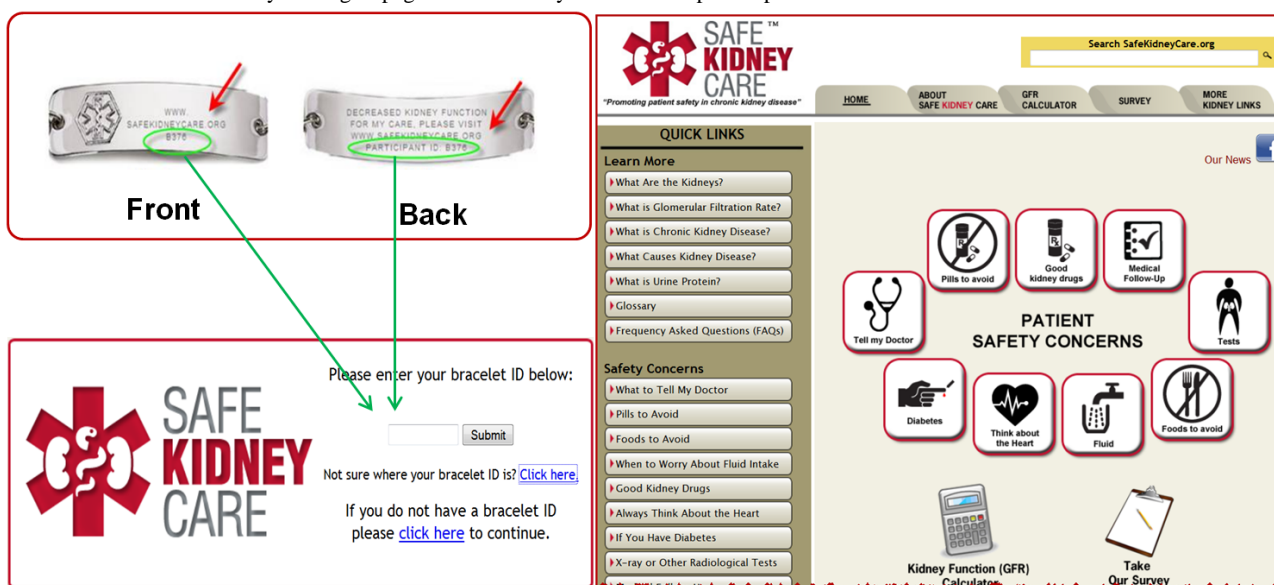 WWW.
SAFEKIDNEYCARE.ORG
B376
DECREASED KIDNEY FUNCTION
FOR MY CARE, PLEASE VISIT
WWW.SAFEKIDNEYCARE.ORG
PARTICIPANT ID: B376
Front
Back
Please enter your bracelet ID below:
Submit
Not sure where your bracelet ID is? Click here.
If you do not have a bracelet ID
please click here to continue.
SAFE
KIDNEY
CARE
SAFE™
KIDNEY
CARE
"Promoting patient safety in chronic kidney disease"
Search SafeKidneyCare.org
HOME
ABOUT
SAFE KIDNEY CARE
GFR
CALCULATOR
SURVEY
MORE
KIDNEY LINKS
QUICK LINKS
Learn More
What Are the Kidneys?
What is Glomerular Filtration Rate?
What is Chronic Kidney Disease?
What Causes Kidney Disease?
What is Urine Protein?
Glossary
Frequency Asked Questions (FAQs)
Safety Concerns
What to Tell My Doctor
Pills to Avoid
Foods to Avoid
When to Worry About Fluid Intake
Good Kidney Drugs
Always Think About the Heart
If You Have Diabetes
X-ray or Other Radiological Tests
Our News
f
Rx
Pills to avoid
Rx
Good
kidney drugs
Medical
Follow-Up
Tell my Doctor
PATIENT
SAFETY CONCERNS
Tests
Diabetes
Think about
the Heart
Fluid
Foods to avoid
Kidney Function (GFR)
Calculator
Take
Our Survey